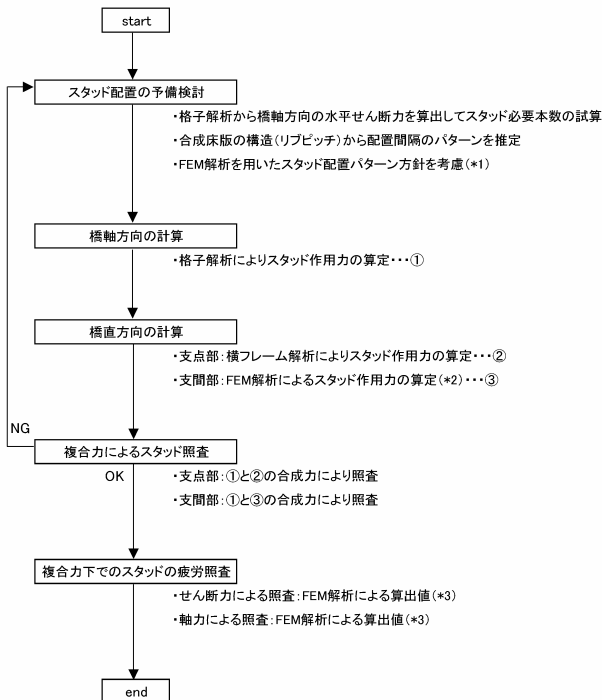 start
スタッド配置の予備検討
・格子解析から橋軸方向の水平せん断力を算出してスタッド必要本数の試算
・合成床版の構造(リブピッチ)から配置間隔のパターンを推定
・FEM解析を用いたスタッド配置パターン方針を考慮(*1)
橋軸方向の計算
・格子解析によりスタッド作用力の算定・・・①
橋直方向の計算
・支点部:横フレーム解析によりスタッド作用力の算定・・・②
・支間部:FEM解析によるスタッド作用力の算定(*2)・・・③
NG
複合力によるスタッド照査
OK
・支点部:①と②の合成力により照査
・支間部:①と③の合成力により照査
複合力下でのスタッドの疲労照査
・せん断力による照査:FEM解析による算出値(*3)
・軸力による照査:FEM解析による算出値(*3)
end